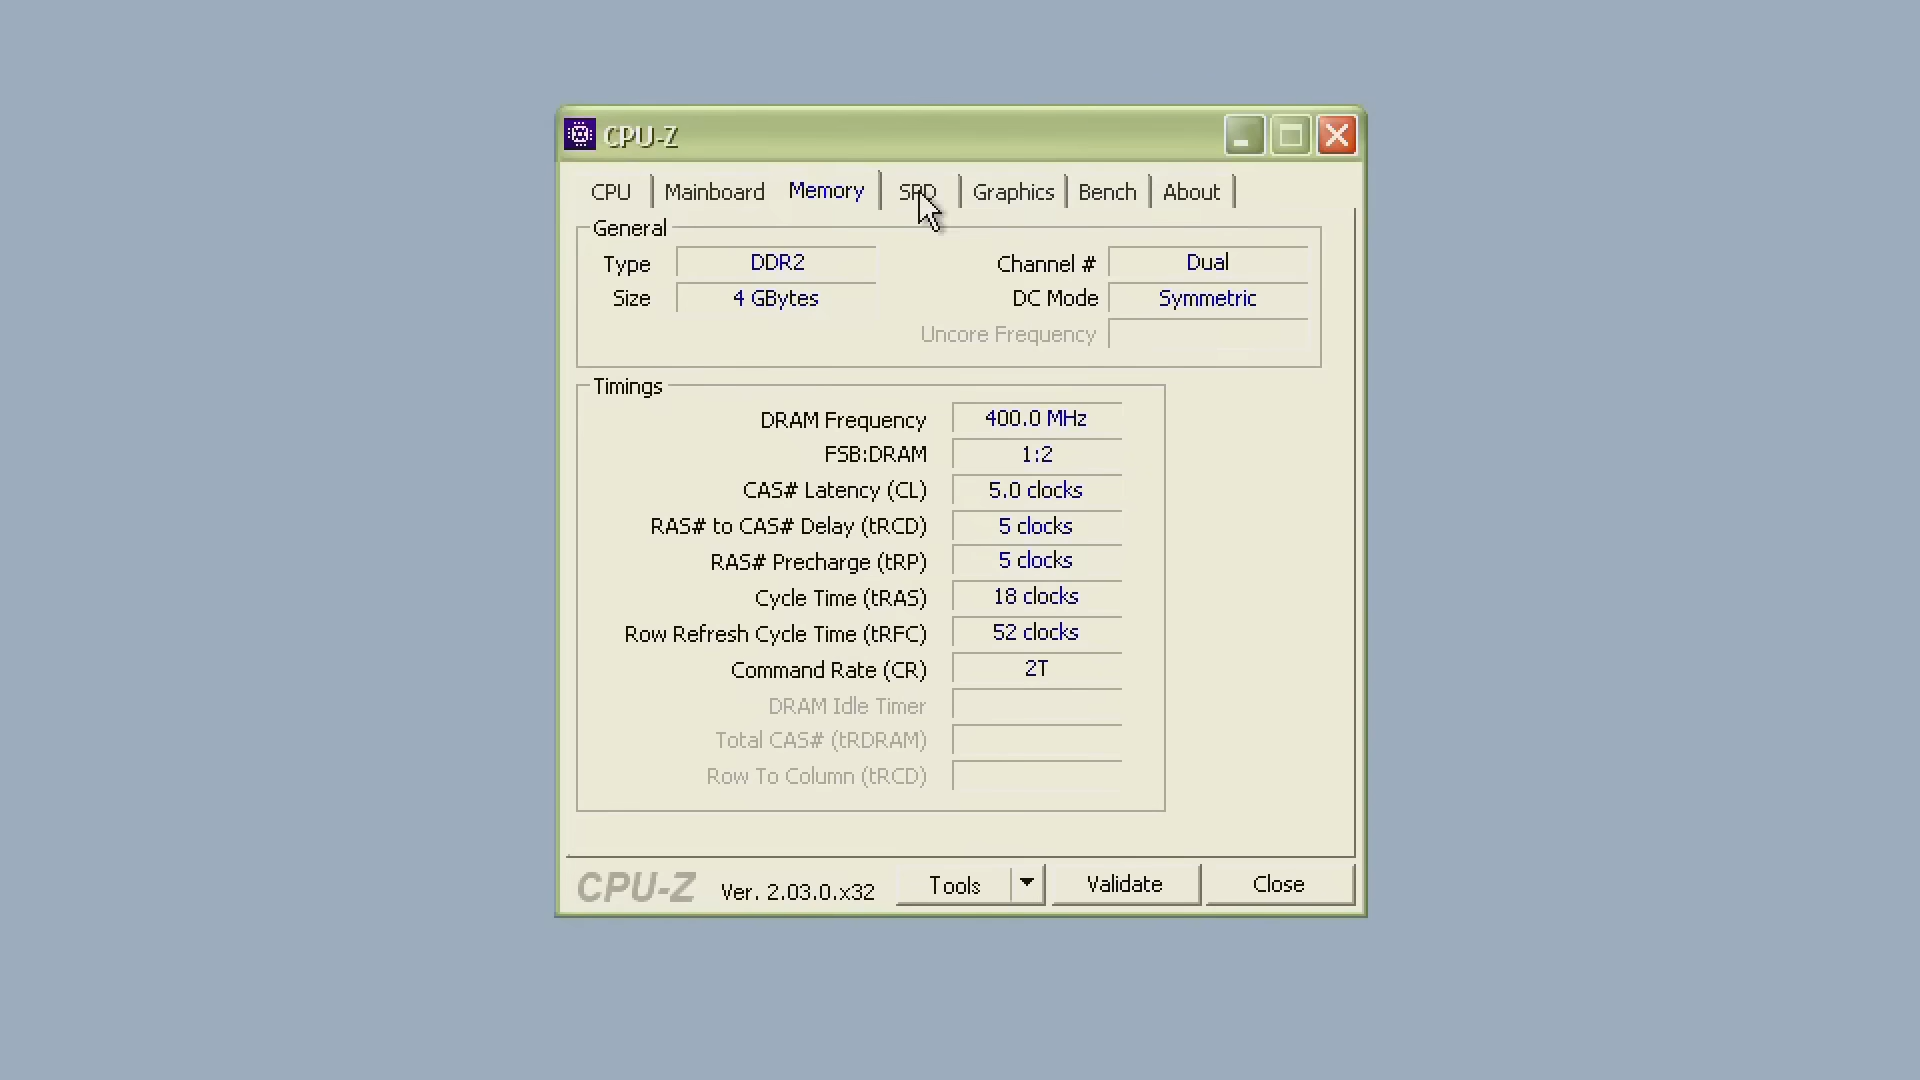 CPU-Z
CPU Mainboard Memory SPD Graphics Bench About
General
Type DDR2 Channel # Dual
Size 4 GBytes DC Mode Symmetric
Uncore Frequency
Timings
DRAM Frequency 400.0 MHz
FSB:DRAM 1:2
CAS# Latency (CL) 5.0 clocks
RAS# to CAS# Delay (tRCD) 5 clocks
RAS# Precharge (tRP) 5 clocks
Cycle Time (tRAS) 18 clocks
Row Refresh Cycle Time (tRFC) 52 clocks
Command Rate (CR) 2T
DRAM Idle Timer
Total CAS# (tRDRAM)
Row To Column (tRCD)
CPU-Z Ver. 2.03.0.x32 Tools Validate Close